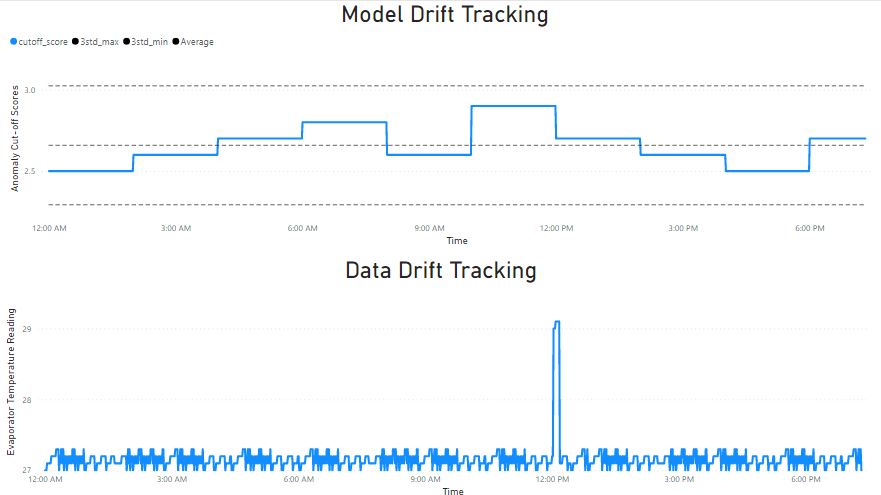 Model Drift Tracking
cutoff_score 3std_max 3std_min Average
Anomaly Cut-off Scores
3.0
2.5
12:00 AM 3:00 AM 6:00 AM 9:00 AM 12:00 PM 3:00 PM 6:00 PM
Time
Data Drift Tracking
Evaporator Temperature Reading
29
28
27
12:00 AM 3:00 AM 6:00 AM 9:00 AM 12:00 PM 3:00 PM 6:00 PM
Time